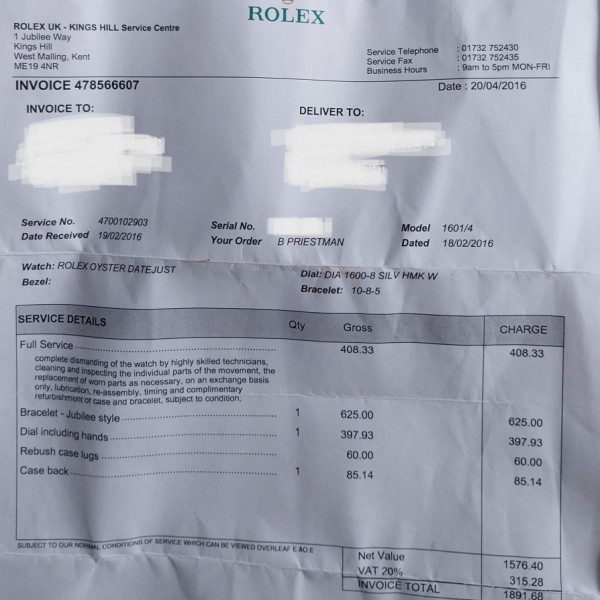 ROLEX
ROLEX UK - KINGS HILL Service Centre
1 Jubilee Way
Kings Hill
West Malling, Kent
ME19 4NR
Service Telephone : 01732 752430
Service Fax : 01732 752435
Business Hours : 9am to 5pm MON-FRI
INVOICE 478566607
Date : 20/04/2016
INVOICE TO:
DELIVER TO:
Service No. 4700102903
Date Received 19/02/2016
Serial No.
Your Order B PRIESTMAN
Model 1601/4
Dated 18/02/2016
Watch: ROLEX OYSTER DATEJUST
Bezel:
Dial: DIA 1600-8 SILV HMK W
Bracelet: 10-8-5
SERVICE DETAILS Qty Gross CHARGE
Full Service 408.33 408.33
complete dismantling of the watch by highly skilled technicians,
cleaning and inspecting the individual parts of the movement, the
replacement of worn parts as necessary, on an exchange basis
only, lubrication, re-assembly, timing and complimentary
refurbishment of case and bracelet, subject to condition.
Bracelet - Jubilee style 1 625.00 625.00
Dial including hands 1 397.93 397.93
Rebush case lugs 60.00 60.00
Case back 1 85.14 85.14
SUBJECT TO OUR NORMAL CONDITIONS OF SERVICE WHICH CAN BE VIEWED OVERLEAF E&O E
Net Value 1576.40
VAT 20% 315.28
INVOICE TOTAL 1891.68